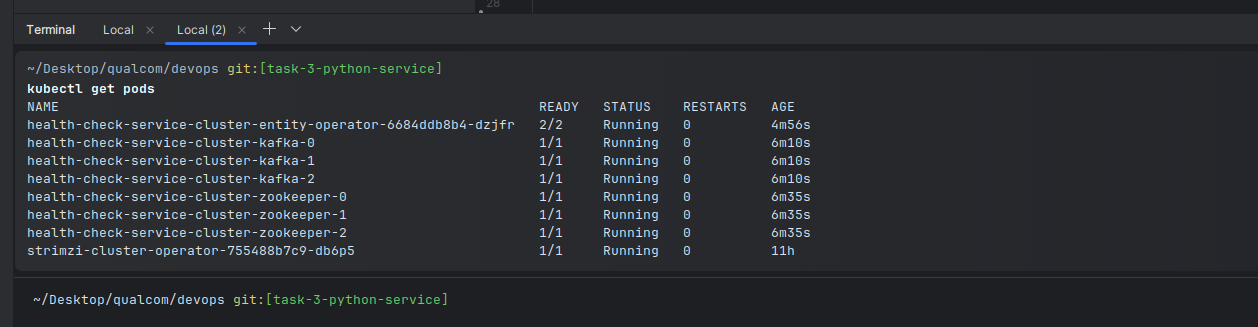 28
Terminal Local × Local (2) × + ∨
~/Desktop/qualcom/devops git:[task-3-python-service]
kubectl get pods
NAME READY STATUS RESTARTS AGE
health-check-service-cluster-entity-operator-6684ddb8b4-dzjfr 2/2 Running 0 4m56s
health-check-service-cluster-kafka-0 1/1 Running 0 6m10s
health-check-service-cluster-kafka-1 1/1 Running 0 6m10s
health-check-service-cluster-kafka-2 1/1 Running 0 6m10s
health-check-service-cluster-zookeeper-0 1/1 Running 0 6m35s
health-check-service-cluster-zookeeper-1 1/1 Running 0 6m35s
health-check-service-cluster-zookeeper-2 1/1 Running 0 6m35s
strimzi-cluster-operator-755488b7c9-db6p5 1/1 Running 0 11h
~/Desktop/qualcom/devops git:[task-3-python-service]